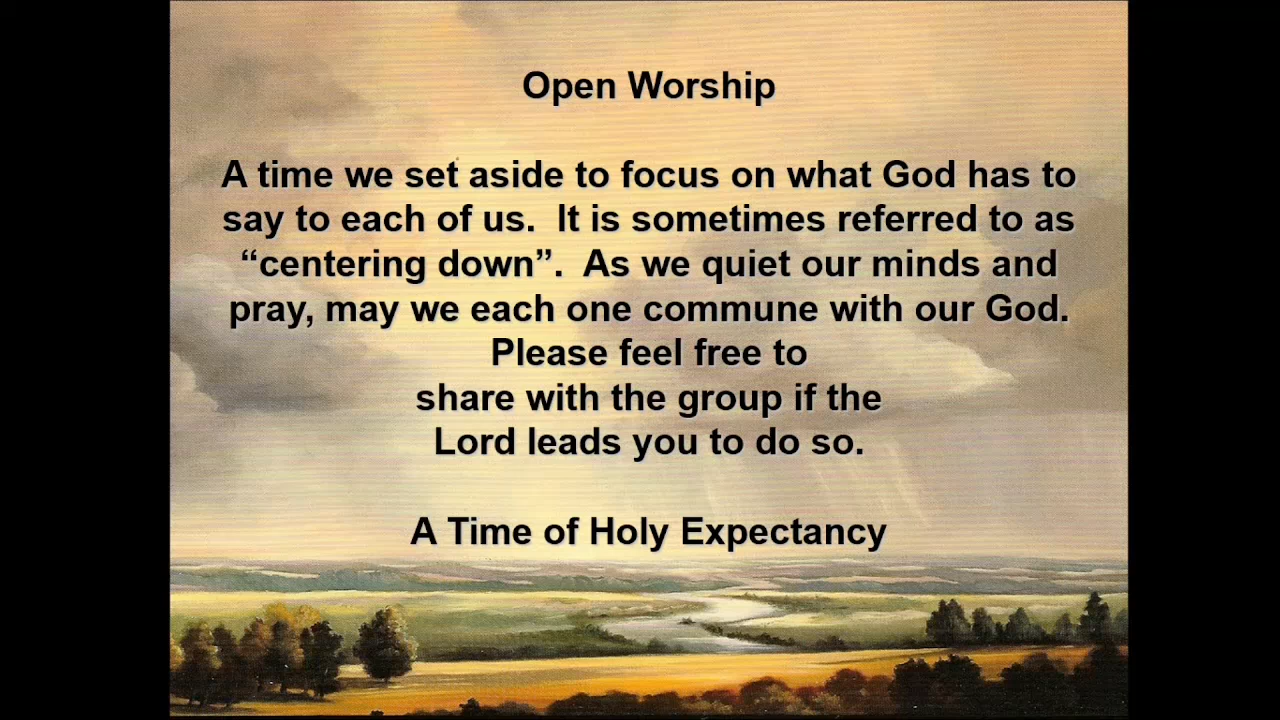 Open Worship
A time we set aside to focus on what God has to
say to each of us.  It is sometimes referred to as
“centering down”.  As we quiet our minds and
pray, may we each one commune with our God.
Please feel free to
share with the group if the
Lord leads you to do so.
A Time of Holy Expectancy